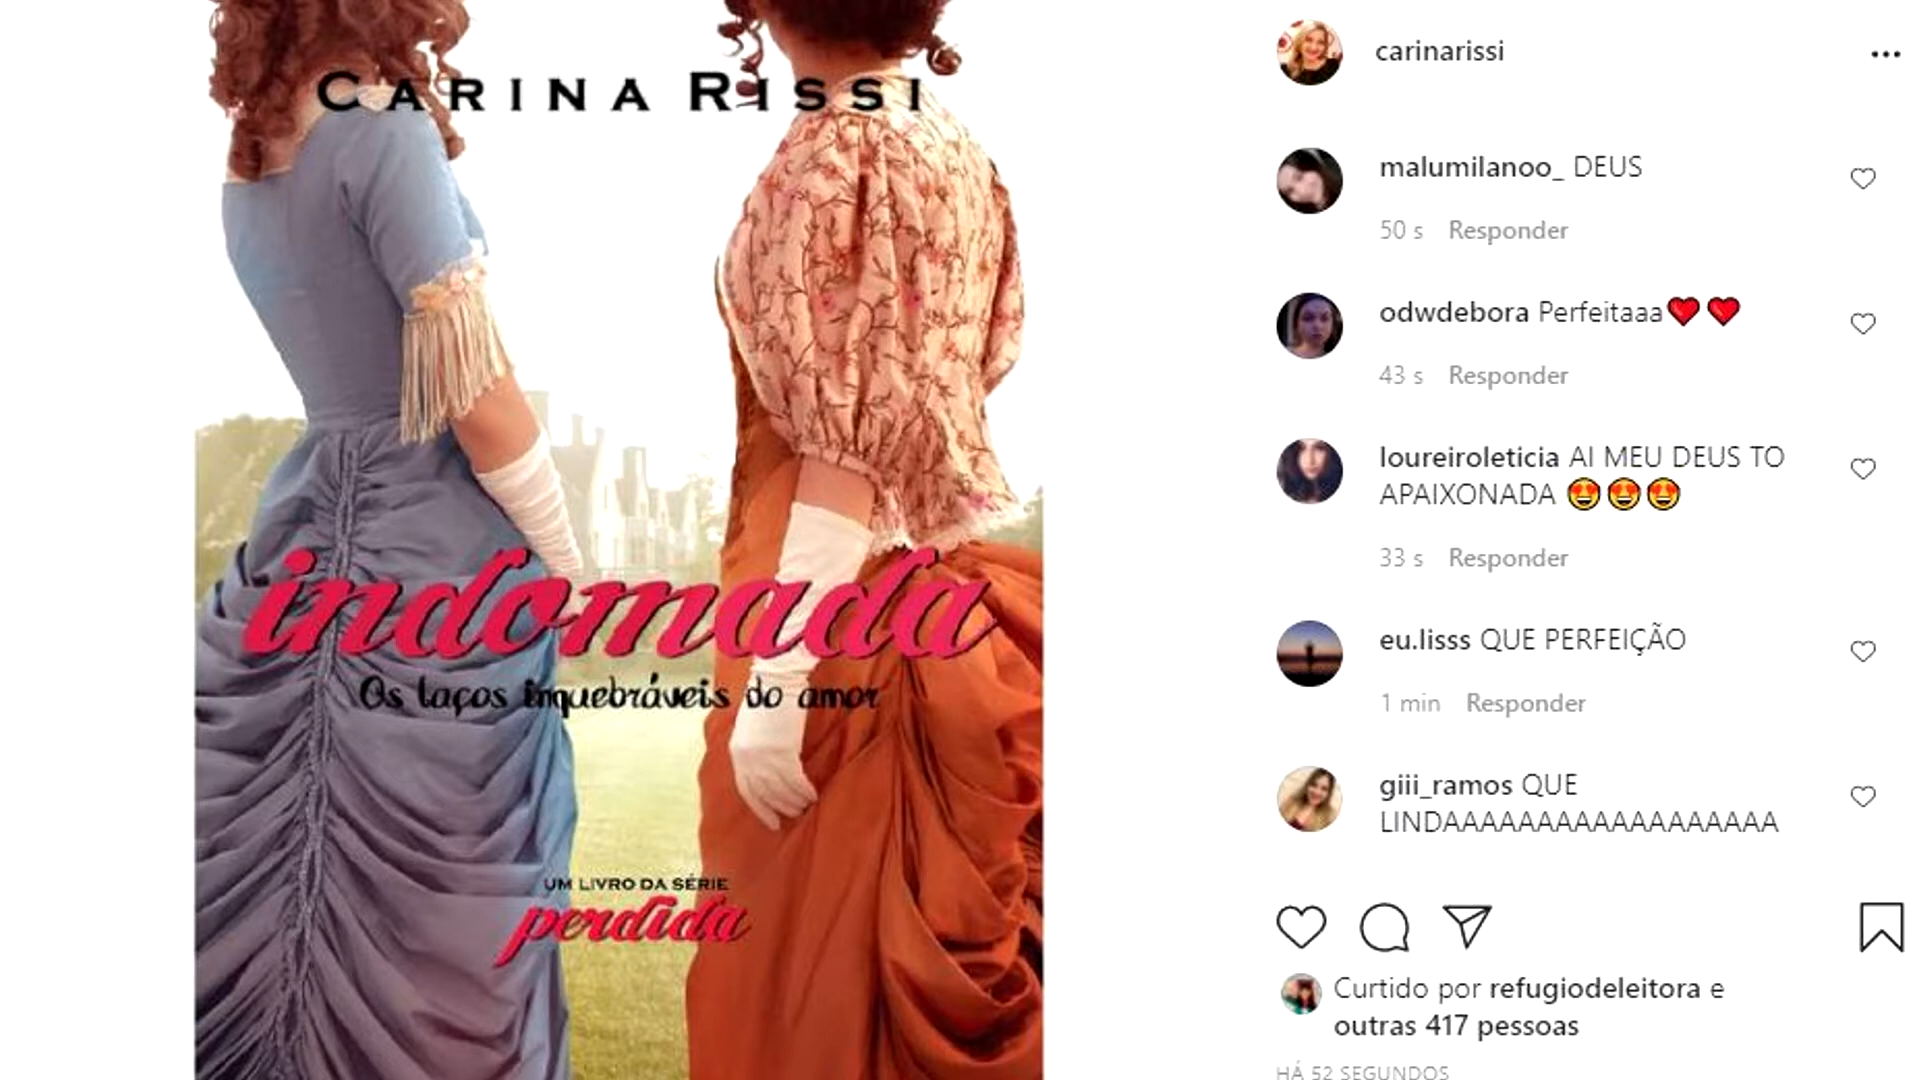 CARINA RISSI
indomada
Os laços inquebráveis do amor
UM LIVRO DA SÉRIE
perdida
carinarissi
malumilanoo_ DEUS
50 s Responder
odwdebora Perfeitaaa❤️❤️
43 s Responder
loureiroleticia AI MEU DEUS TO
APAIXONADA 😍😍😍
33 s Responder
eu.lisss QUE PERFEIÇÃO
1 min Responder
giii_ramos QUE
LINDAAAAAAAAAAAAAAAAAA
Curtido por refugiodeleitora e
outras 417 pessoas
HÁ 52 SEGUNDOS